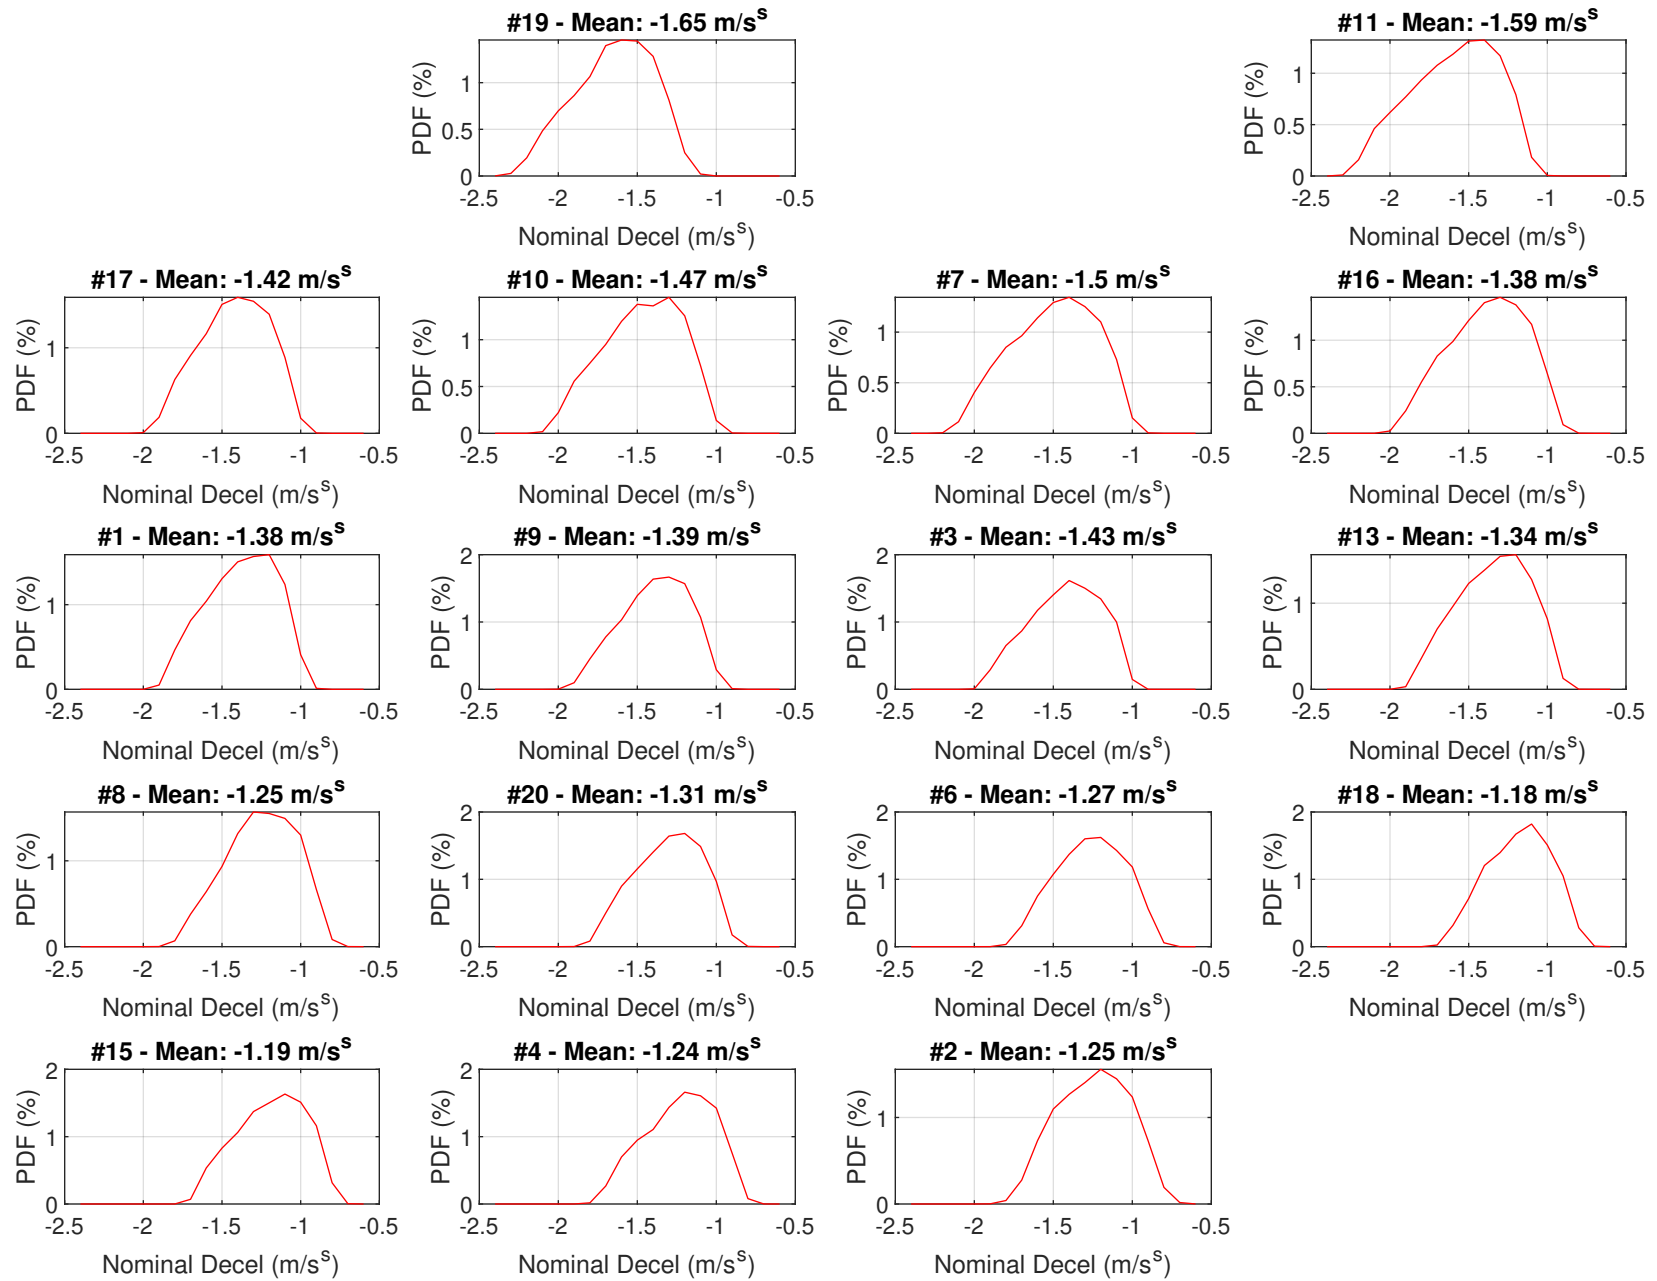 #19 - Mean: -1.65 m/s^s
PDF (%)
1
0.5
0
-2.5 -2 -1.5 -1 -0.5
Nominal Decel (m/s^s)
#11 - Mean: -1.59 m/s^s
PDF (%)
1
0.5
0
-2.5 -2 -1.5 -1 -0.5
Nominal Decel (m/s^s)
#17 - Mean: -1.42 m/s^s
PDF (%)
1
0
-2.5 -2 -1.5 -1 -0.5
Nominal Decel (m/s^s)
#10 - Mean: -1.47 m/s^s
PDF (%)
1
0.5
0
-2.5 -2 -1.5 -1 -0.5
Nominal Decel (m/s^s)
#7 - Mean: -1.5 m/s^s
PDF (%)
1
0.5
0
-2.5 -2 -1.5 -1 -0.5
Nominal Decel (m/s^s)
#16 - Mean: -1.38 m/s^s
PDF (%)
1
0.5
0
-2.5 -2 -1.5 -1 -0.5
Nominal Decel (m/s^s)
#1 - Mean: -1.38 m/s^s
PDF (%)
1
0
-2.5 -2 -1.5 -1 -0.5
Nominal Decel (m/s^s)
#9 - Mean: -1.39 m/s^s
PDF (%)
2
1
0
-2.5 -2 -1.5 -1 -0.5
Nominal Decel (m/s^s)
#3 - Mean: -1.43 m/s^s
PDF (%)
2
1
0
-2.5 -2 -1.5 -1 -0.5
Nominal Decel (m/s^s)
#13 - Mean: -1.34 m/s^s
PDF (%)
1
0
-2.5 -2 -1.5 -1 -0.5
Nominal Decel (m/s^s)
#8 - Mean: -1.25 m/s^s
PDF (%)
1
0
-2.5 -2 -1.5 -1 -0.5
Nominal Decel (m/s^s)
#20 - Mean: -1.31 m/s^s
PDF (%)
2
1
0
-2.5 -2 -1.5 -1 -0.5
Nominal Decel (m/s^s)
#6 - Mean: -1.27 m/s^s
PDF (%)
2
1
0
-2.5 -2 -1.5 -1 -0.5
Nominal Decel (m/s^s)
#18 - Mean: -1.18 m/s^s
PDF (%)
2
1
0
-2.5 -2 -1.5 -1 -0.5
Nominal Decel (m/s^s)
#15 - Mean: -1.19 m/s^s
PDF (%)
2
1
0
-2.5 -2 -1.5 -1 -0.5
Nominal Decel (m/s^s)
#4 - Mean: -1.24 m/s^s
PDF (%)
2
1
0
-2.5 -2 -1.5 -1 -0.5
Nominal Decel (m/s^s)
#2 - Mean: -1.25 m/s^s
PDF (%)
1
0
-2.5 -2 -1.5 -1 -0.5
Nominal Decel (m/s^s)